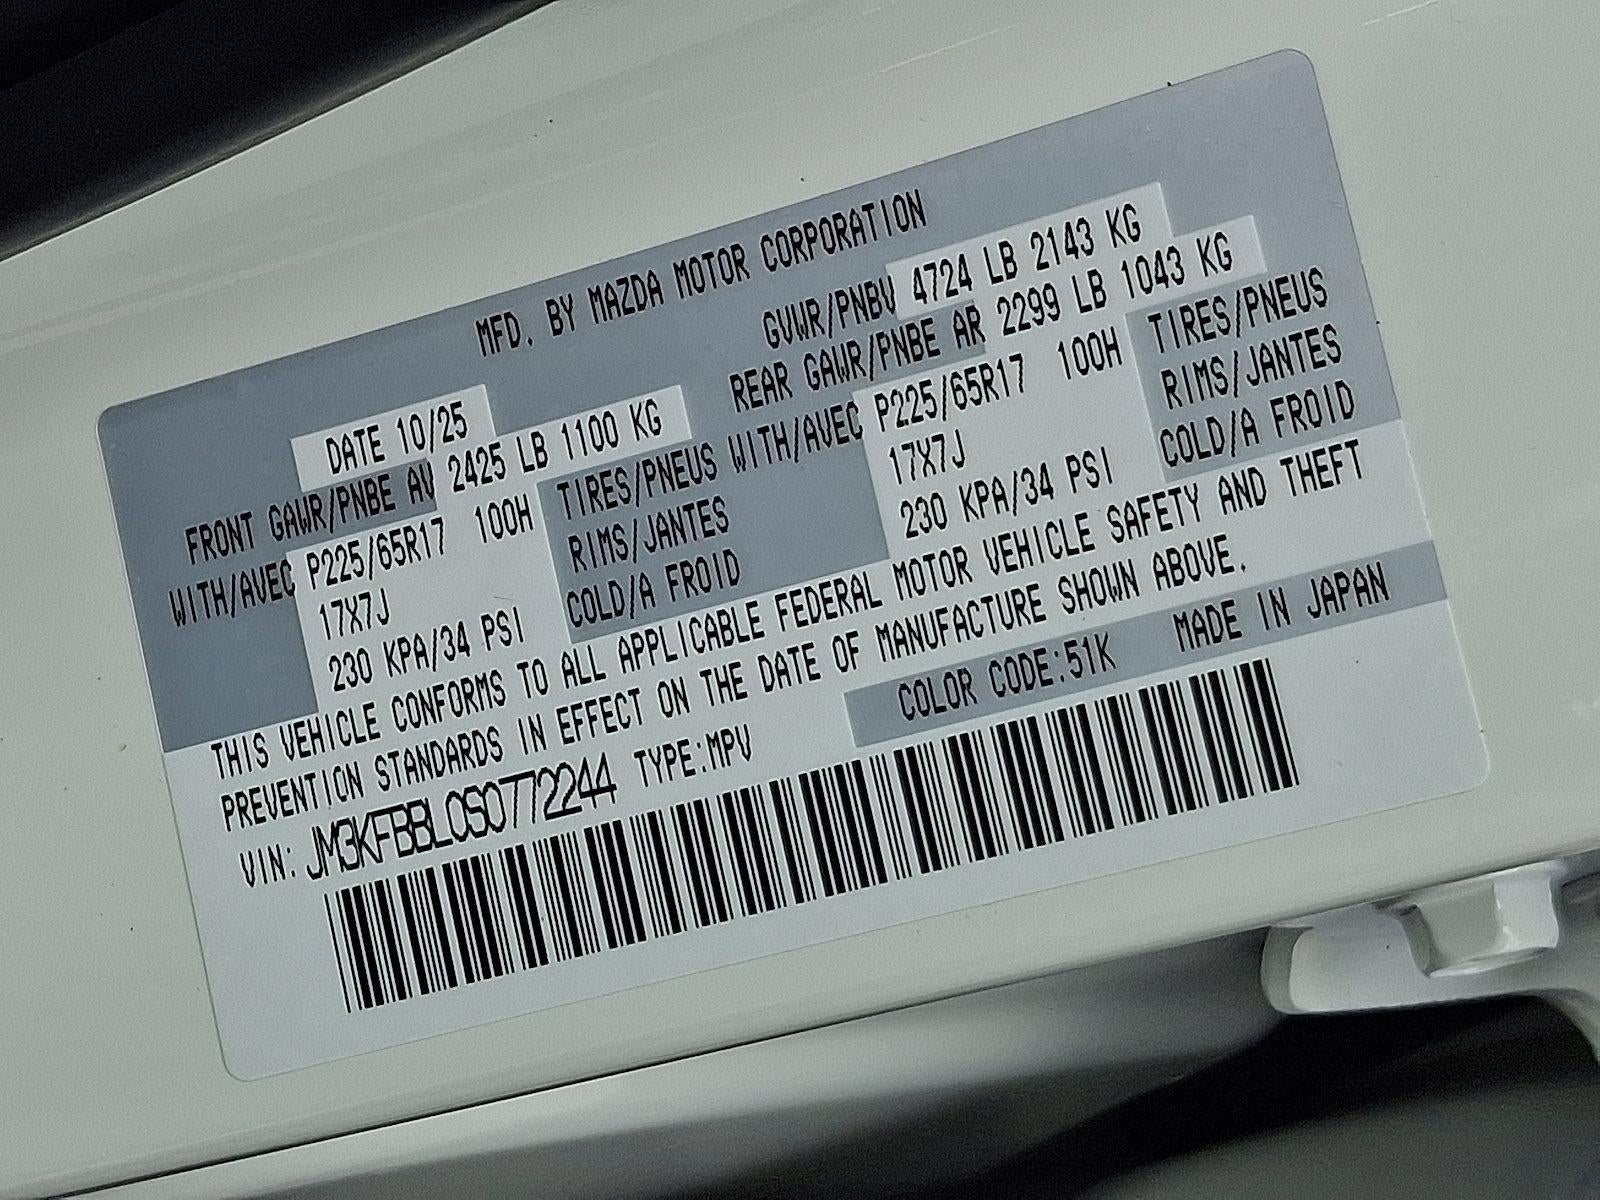 MFD. BY MAZDA MOTOR CORPORATION
DATE 10/25 GVWR/PNBV 4724 LB 2143 KG
FRONT GAWR/PNBE AV 2425 LB 1100 KG REAR GAWR/PNBE AR 2299 LB 1043 KG
WITH/AVEC P225/65R17 100H TIRES/PNEUS WITH/AVEC P225/65R17 100H TIRES/PNEUS
17X7J RIMS/JANTES 17X7J RIMS/JANTES
230 KPA/34 PSI COLD/A FROID 230 KPA/34 PSI COLD/A FROID
THIS VEHICLE CONFORMS TO ALL APPLICABLE FEDERAL MOTOR VEHICLE SAFETY AND THEFT
PREVENTION STANDARDS IN EFFECT ON THE DATE OF MANUFACTURE SHOWN ABOVE.
VIN: JM3KFBBL0S0772244 TYPE:MPV COLOR CODE:51K MADE IN JAPAN